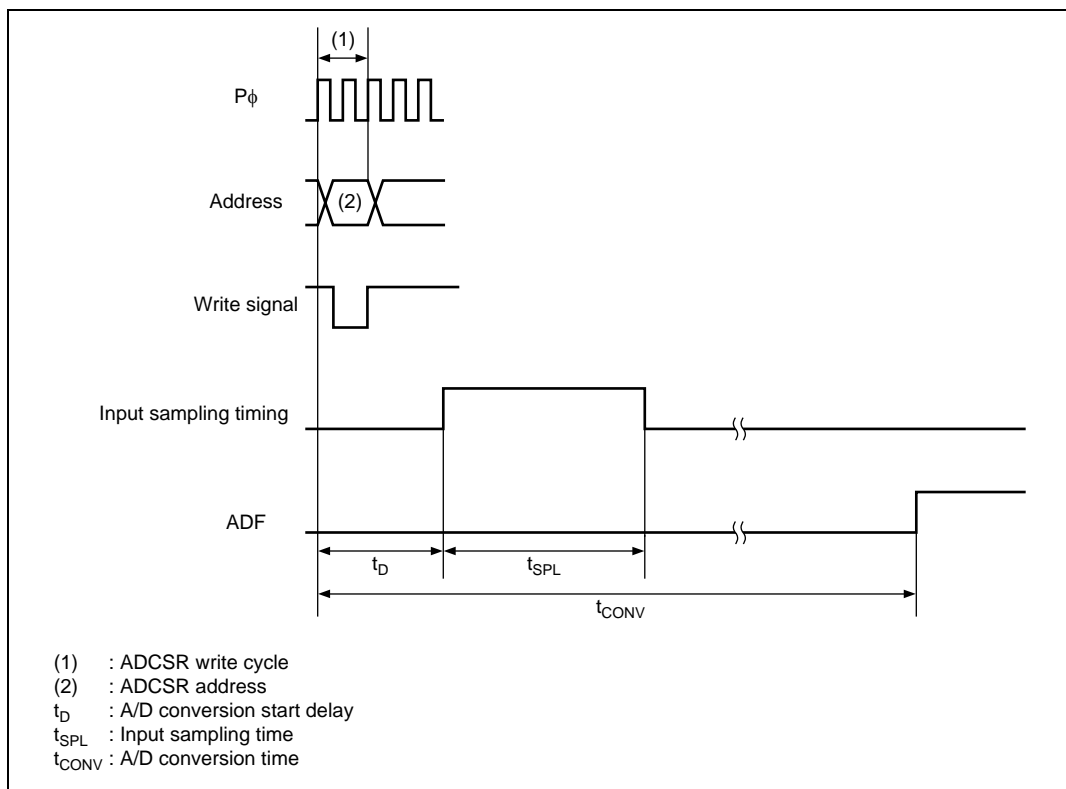 (1)
Pϕ
Address
(2)
Write signal
Input sampling timing
ADF
tD
tSPL
tCONV
(1) : ADCSR write cycle
(2) : ADCSR address
tD : A/D conversion start delay
tSPL : Input sampling time
tCONV : A/D conversion time